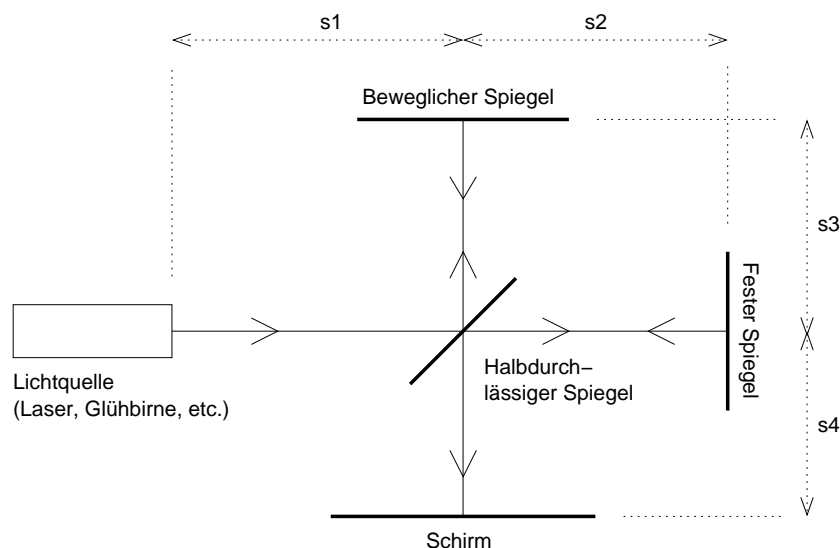 s1
s2
Beweglicher Spiegel
s3
Fester Spiegel
Lichtquelle
(Laser, Glühbirne, etc.)
Halbdurch–
lässiger Spiegel
s4
Schirm